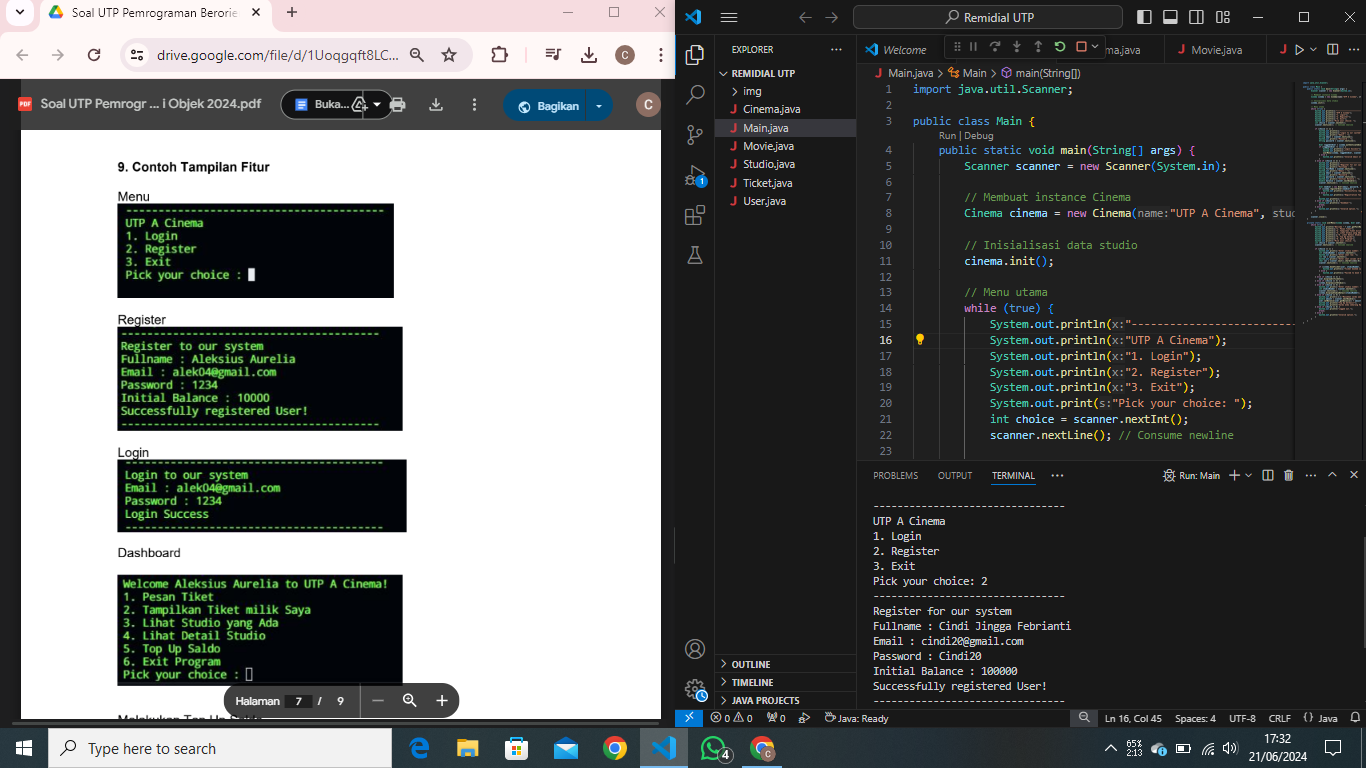 Soal UTP Pemrograman Berorie
drive.google.com/file/d/1Uoqgqft8LC...
C
PDF
Soal UTP Pemrogr ... i Objek 2024.pdf
Buka...
Bagikan
C
9. Contoh Tampilan Fitur
Menu
----------------------------------------
UTP A Cinema
1. Login
2. Register
3. Exit
Pick your choice :
Register
----------------------------------------
Register to our system
Fullname : Aleksius Aurelia
Email : alek04@gmail.com
Password : 1234
Initial Balance : 10000
Successfully registered User!
----------------------------------------
Login
----------------------------------------
Login to our system
Email : alek04@gmail.com
Password : 1234
Login Success
----------------------------------------
Dashboard
Welcome Aleksius Aurelia to UTP A Cinema!
1. Pesan Tiket
2. Tampilkan Tiket milik Saya
3. Lihat Studio yang Ada
4. Lihat Detail Studio
5. Top Up Saldo
6. Exit Program
Pick your choice :
Halaman 7 / 9
Remidial UTP
EXPLORER
REMIDIAL UTP
img
J Cinema.java
J Main.java
J Movie.java
J Studio.java
J Ticket.java
J User.java
1
OUTLINE
TIMELINE
JAVA PROJECTS
Welcome
ma.java
J Movie.java
J
J Main.java > Main > main(String[])
1 import java.util.Scanner;
2
3 public class Main {
Run | Debug
4 public static void main(String[] args) {
5 Scanner scanner = new Scanner(System.in);
6
7 // Membuat instance Cinema
8 Cinema cinema = new Cinema(name:"UTP A Cinema", stud
9
10 // Inisialisasi data studio
11 cinema.init();
12
13 // Menu utama
14 while (true) {
15 System.out.println(x:"-------------------------
16 System.out.println(x:"UTP A Cinema");
17 System.out.println(x:"1. Login");
18 System.out.println(x:"2. Register");
19 System.out.println(x:"3. Exit");
20 System.out.print(s:"Pick your choice: ");
21 int choice = scanner.nextInt();
22 scanner.nextLine(); // Consume newline
23
PROBLEMS OUTPUT TERMINAL ... Run: Main
------------------------------
UTP A Cinema
1. Login
2. Register
3. Exit
Pick your choice: 2
------------------------------
Register for our system
Fullname : Cindi Jingga Febrianti
Email : cindi20@gmail.com
Password : Cindi20
Initial Balance : 100000
Successfully registered User!
------------------------------
0 0 0 Java: Ready Ln 16, Col 45 Spaces: 4 UTF-8 CRLF {} Java
Type here to search
4
C
65%
2:13
17:32
21/06/2024